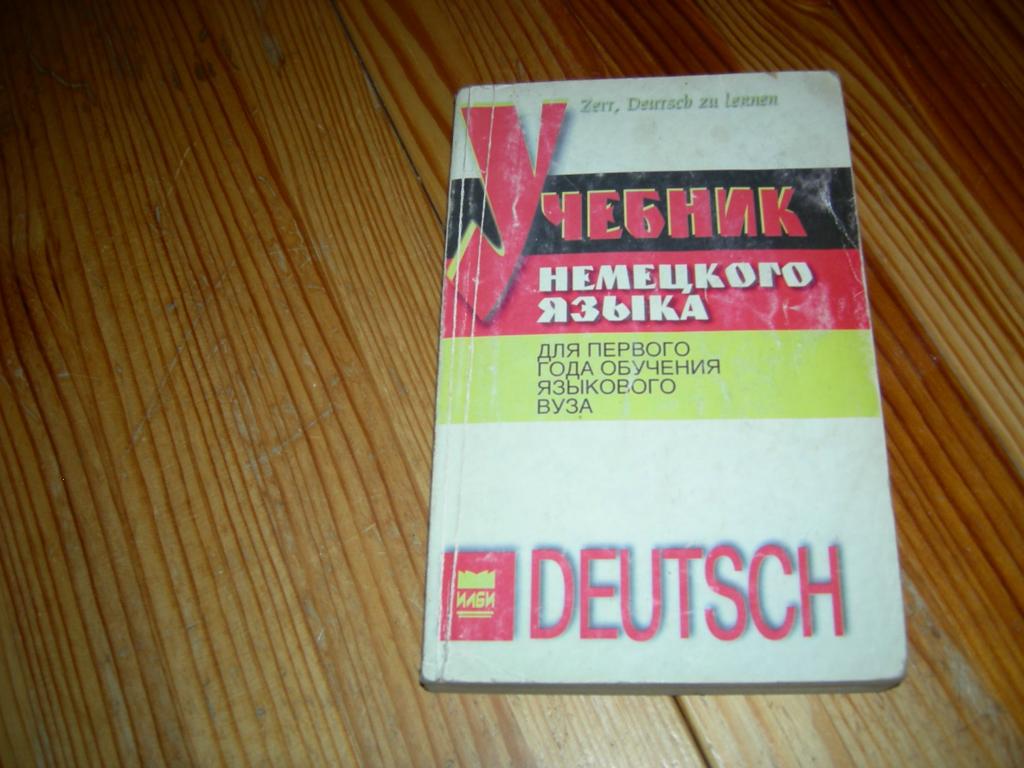 Zeit, Deutsch zu lernen
УЧЕБНИК
НЕМЕЦКОГО
ЯЗЫКА
ДЛЯ ПЕРВОГО
ГОДА ОБУЧЕНИЯ
ЯЗЫКОВОГО
ВУЗА
ИЛБИ
DEUTSCH